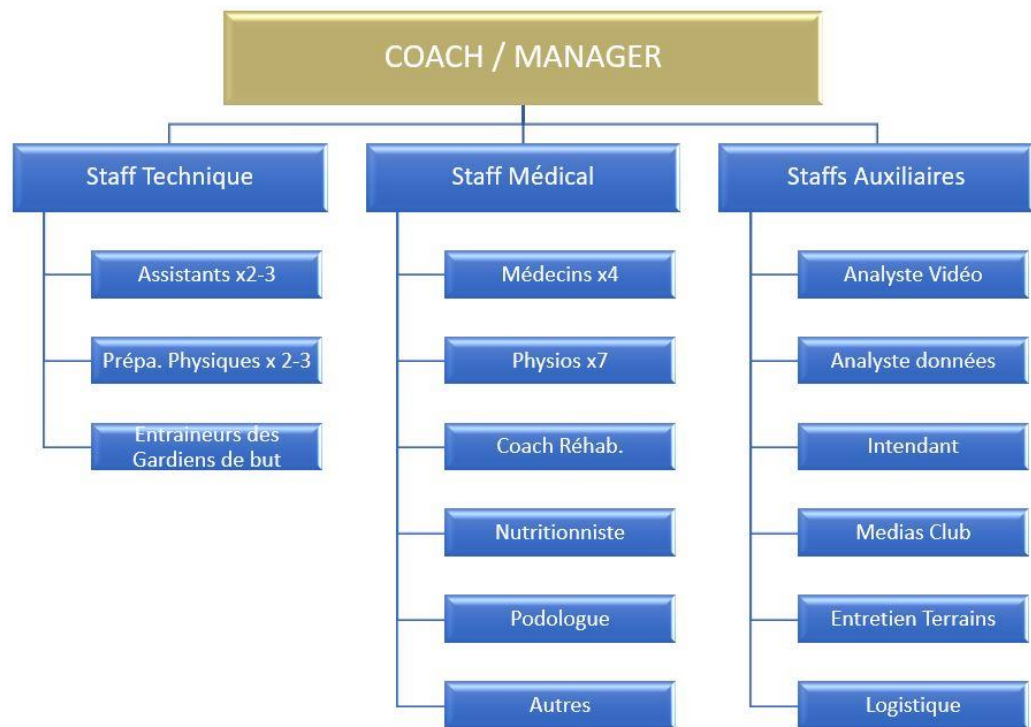 COACH / MANAGER
Staff Technique
Assistants x2-3
Prépa. Physiques x 2-3
Entraineurs des
Gardiens de but
Staff Médical
Médecins x4
Physios x7
Coach Réhab.
Nutritionniste
Podologue
Autres
Staffs Auxiliaires
Analyste Vidéo
Analyste données
Intendant
Medias Club
Entretien Terrains
Logistique